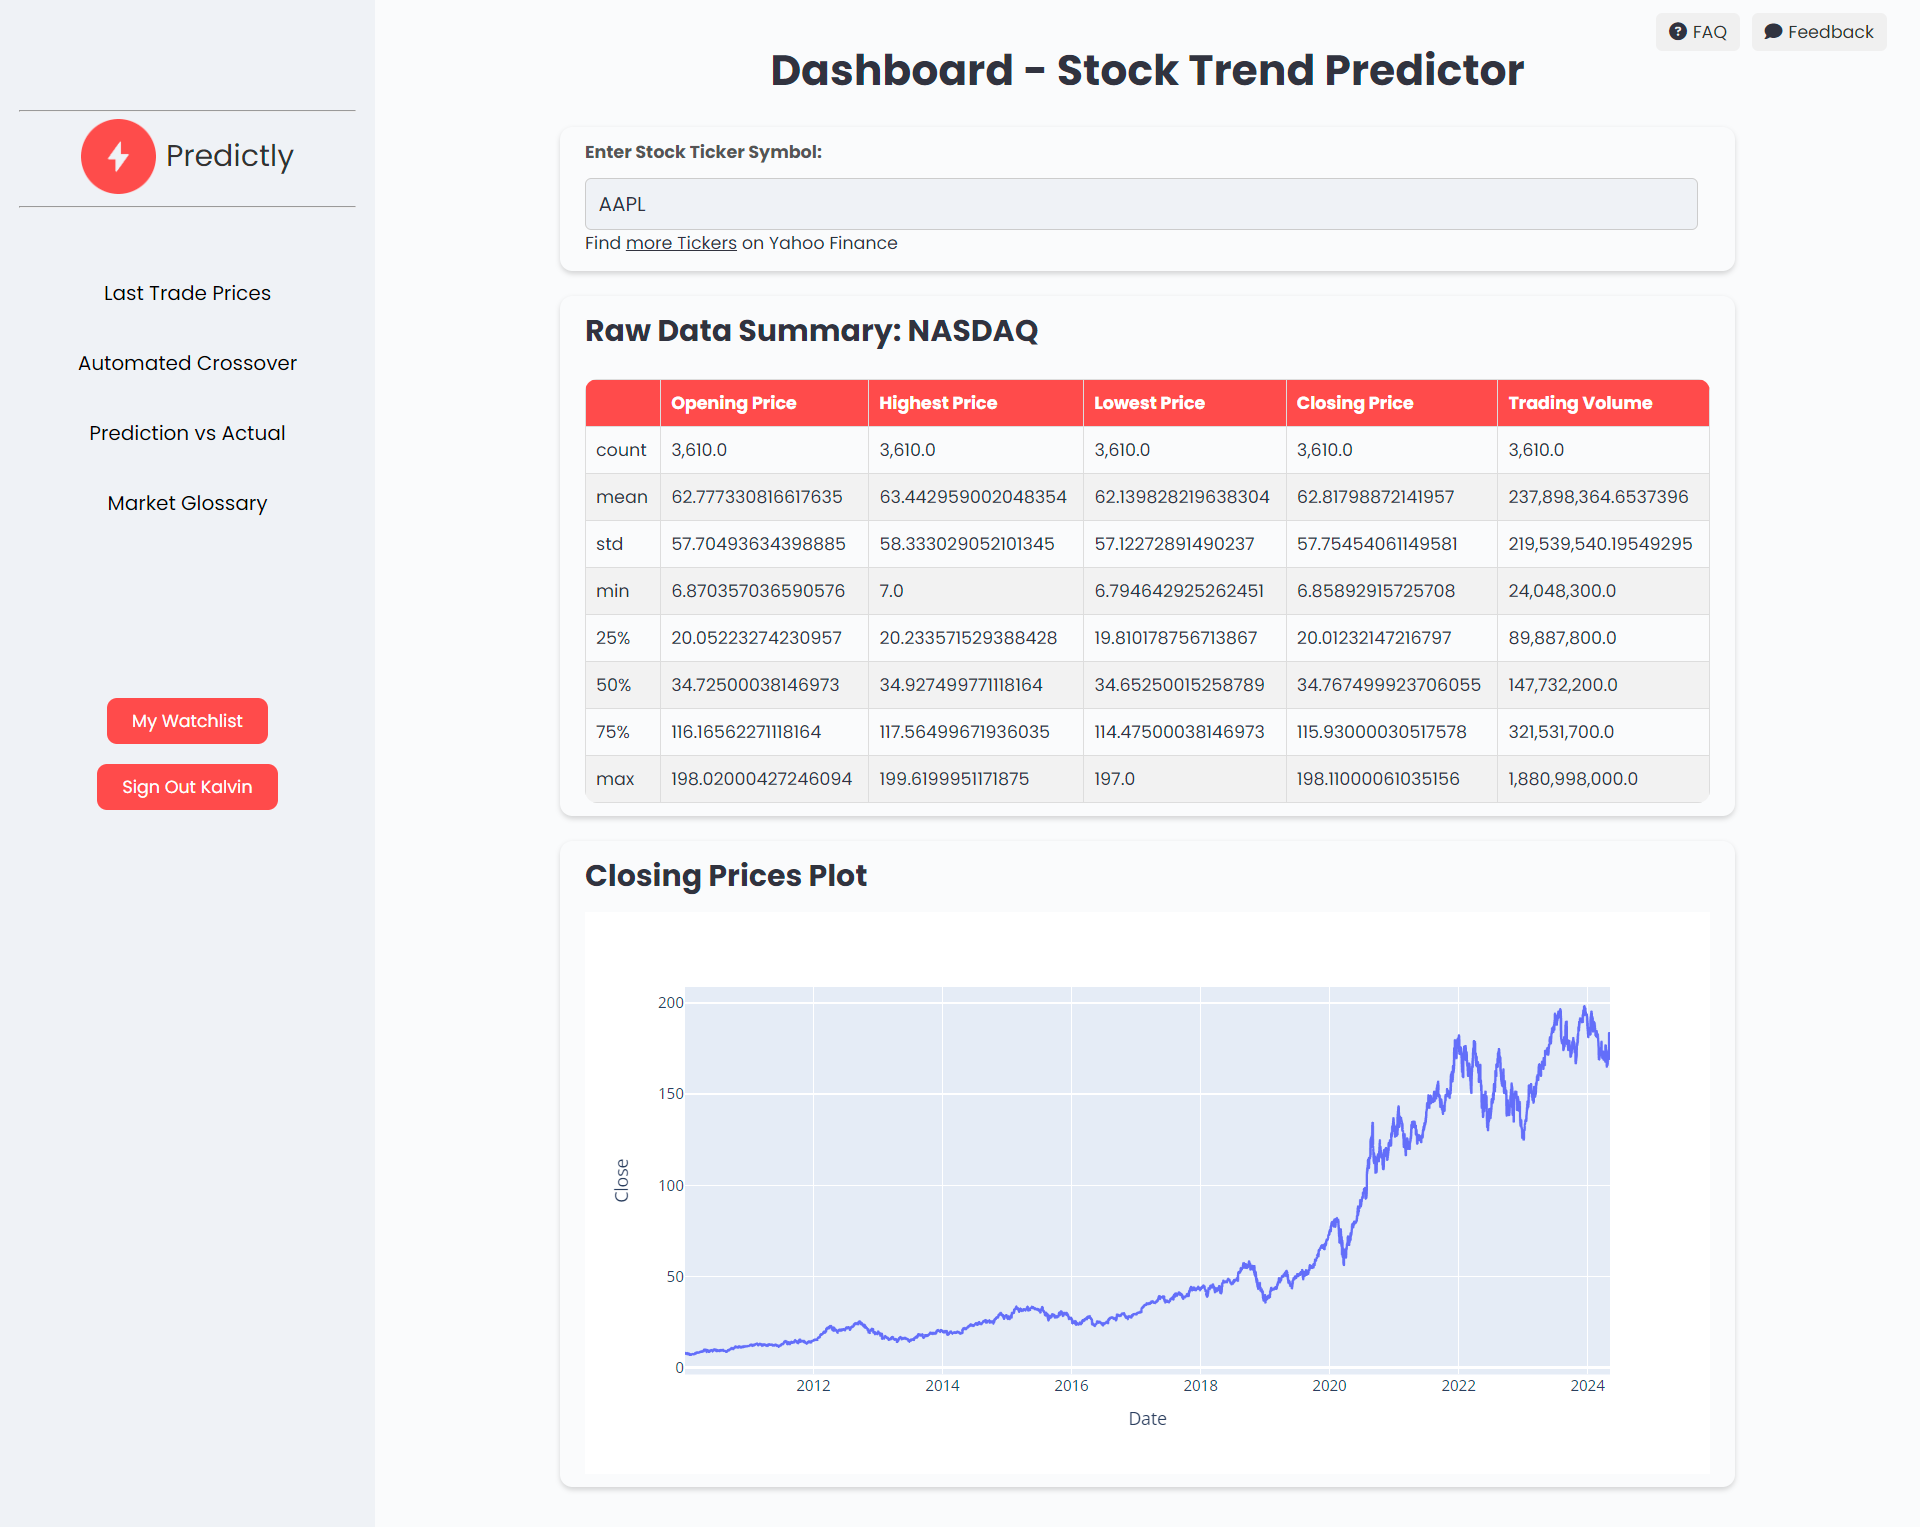 FAQ
Feedback
Dashboard - Stock Trend Predictor
Predictly
Last Trade Prices
Automated Crossover
Prediction vs Actual
Market Glossary
My Watchlist
Sign Out Kalvin
Enter Stock Ticker Symbol:
AAPL
Find more Tickers on Yahoo Finance
Raw Data Summary: NASDAQ
Opening Price Highest Price Lowest Price Closing Price Trading Volume
count 3,610.0 3,610.0 3,610.0 3,610.0 3,610.0
mean 62.777330816617635 63.442959002048354 62.139828219638304 62.81798872141957 237,898,364.6537396
std 57.70493634398885 58.333029052101345 57.12272891490237 57.75454061149581 219,539,540.19549295
min 6.870357036590576 7.0 6.794642925262451 6.85892915725708 24,048,300.0
25% 20.05223274230957 20.233571529388428 19.810178756713867 20.01232147216797 89,887,800.0
50% 34.72500038146973 34.927499771118164 34.65250015258789 34.767499923706055 147,732,200.0
75% 116.16562271118164 117.56499671936035 114.47500038146973 115.93000030517578 321,531,700.0
max 198.02000427246094 199.6199951171875 197.0 198.11000061035156 1,880,998,000.0
Closing Prices Plot
200
150
100
50
0
Close
2012 2014 2016 2018 2020 2022 2024
Date